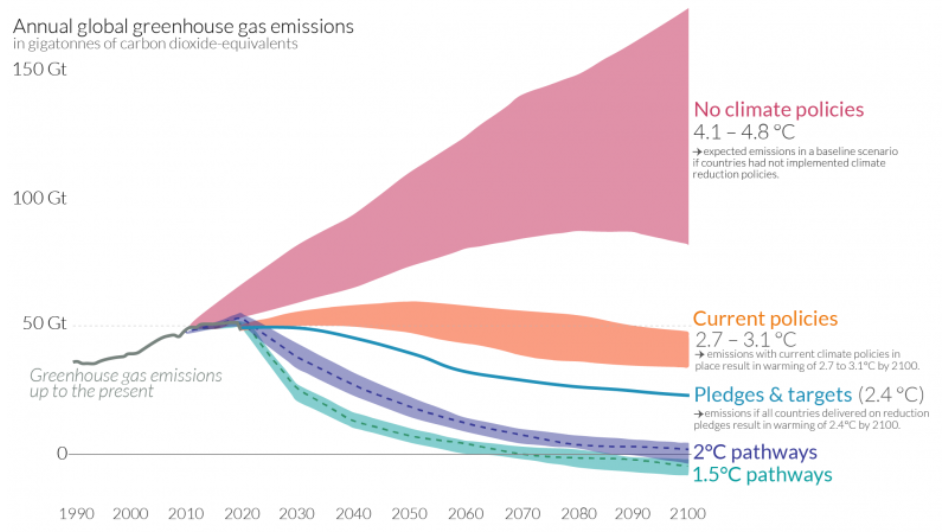 Annual global greenhouse gas emissions
in gigatonnes of carbon dioxide-equivalents
150 Gt
No climate policies
4.1 – 4.8 °C
→expected emissions in a baseline scenario
if countries had not implemented climate
reduction policies.
100 Gt
50 Gt
Current policies
2.7 – 3.1 °C
→ emissions with current climate policies in
place result in warming of 2.7 to 3.1°C by 2100.
Greenhouse gas emissions
up to the present
Pledges & targets (2.4 °C)
→emissions if all countries delivered on reduction
pledges result in warming of 2.4°C by 2100.
2°C pathways
0
1.5°C pathways
1990 2000 2010 2020 2030 2040 2050 2060 2070 2080 2090 2100